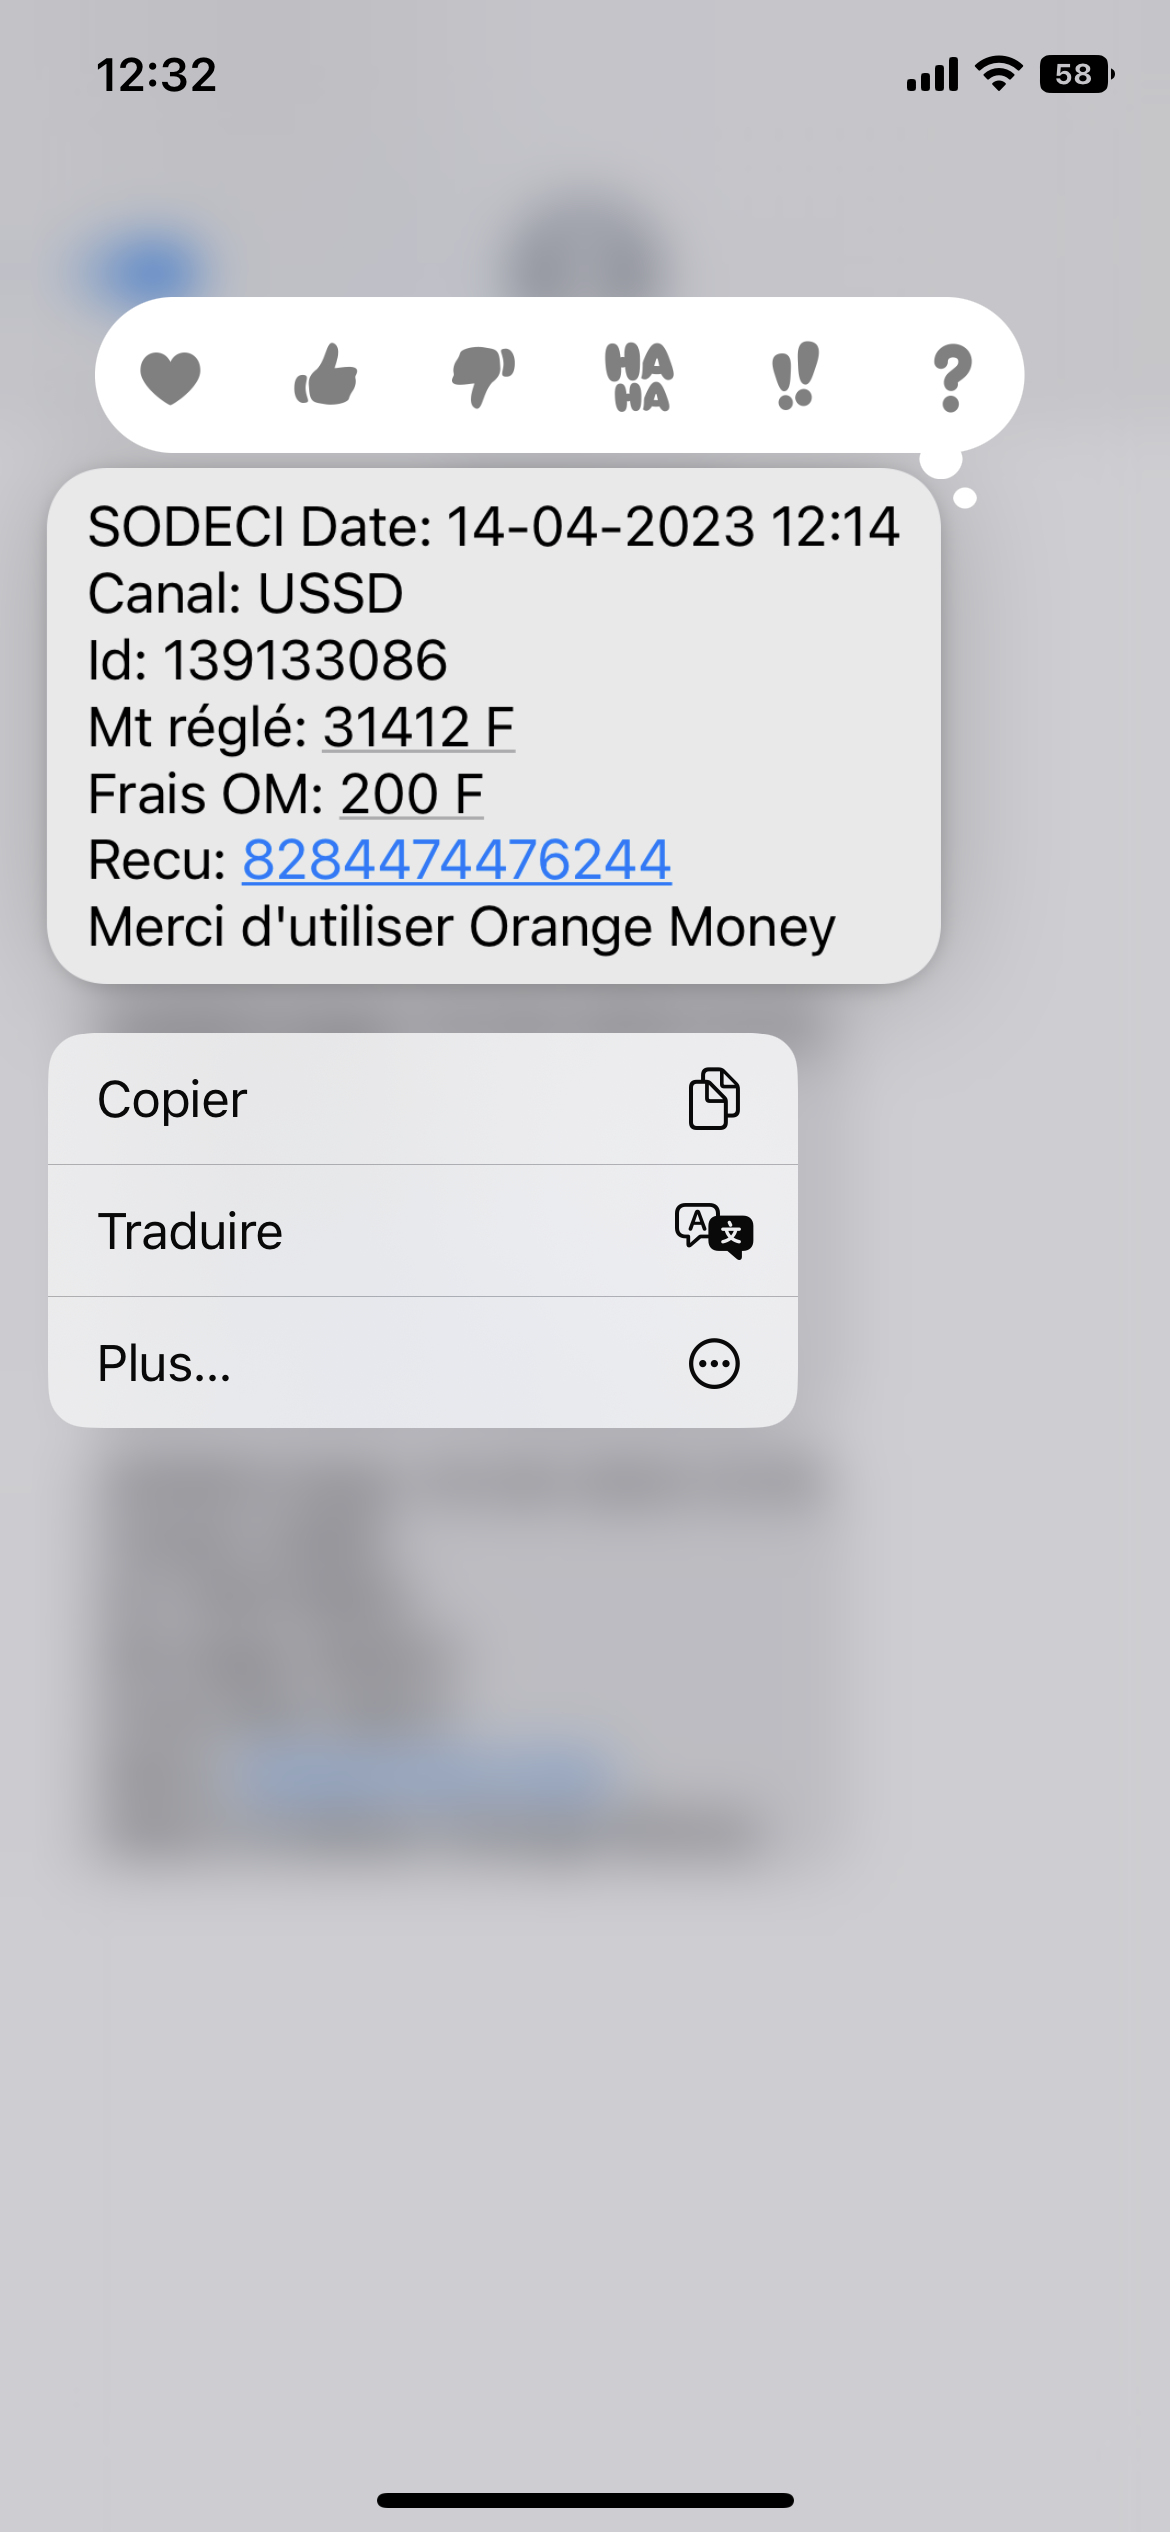 12:32
58
HA
HA
!!
?
SODECI Date: 14-04-2023 12:14
Canal: USSD
Id: 139133086
Mt réglé: 31412 F
Frais OM: 200 F
Recu: 8284474476244
Merci d'utiliser Orange Money
Copier
A 文
Traduire
Plus...